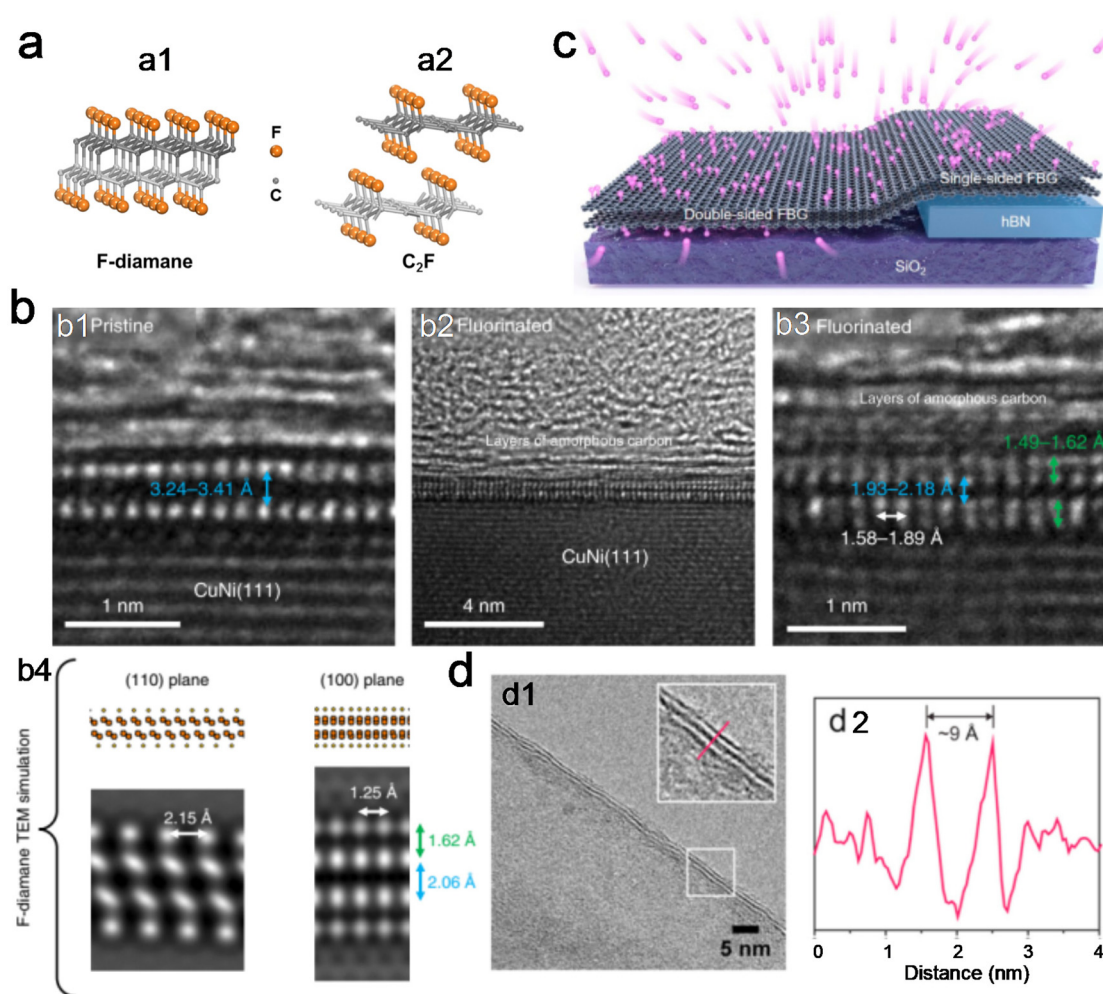 a
a1
a2
F
C
F-diamane
C₂F
c
Single-sided FBG
Double-sided FBG
hBN
SiO₂
b
b1 Pristine
3.24–3.41 Å
CuNi(111)
1 nm
b2 Fluorinated
Layers of amorphous carbon
CuNi(111)
4 nm
b3 Fluorinated
Layers of amorphous carbon
1.49–1.62 Å
1.93–2.18 Å
1.58–1.89 Å
1 nm
b4
F-diamane TEM simulation
(110) plane
(100) plane
2.15 Å
1.25 Å
1.62 Å
2.06 Å
d
d1
5 nm
d2
~9 Å
0 1 2 3 4
Distance (nm)